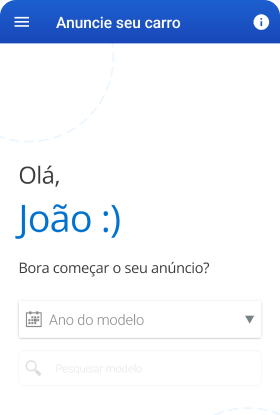 Anuncie seu carro
Olá,
João :)
Bora começar o seu anúncio?
Ano do modelo
Pesquisar modelo